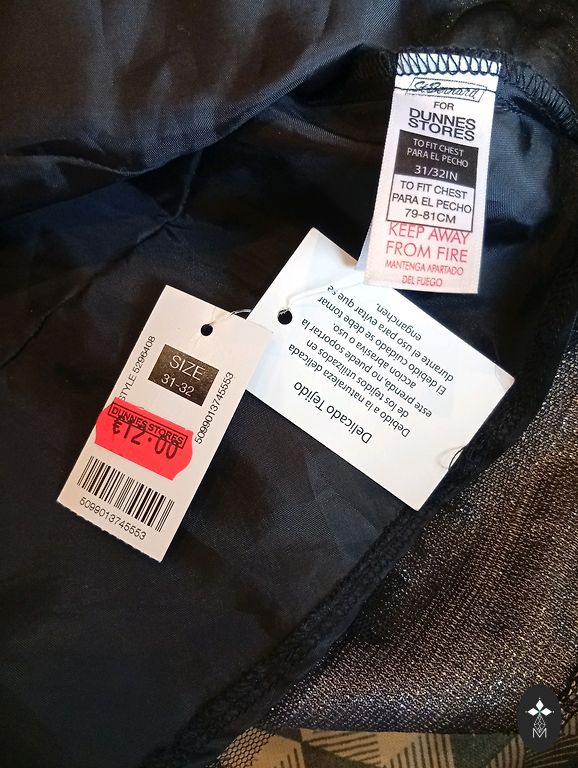 St Bernard
FOR
DUNNES
STORES
TO FIT CHEST
PARA EL PECHO
31/32IN
TO FIT CHEST
PARA EL PECHO
79-81CM
KEEP AWAY
FROM FIRE
MANTENGA APARTADO
DEL FUEGO
Delicado Tejido
Debido a la naturaleza delicada
de los tejidos utilizados en
este prenda, no puede soportar la
acción abrasiva a uso.
El debido cuidado se debe tomar
durante el uso para evitar que se
enganchen.
STYLE 5296408
SIZE
31-32
5099013745553
DUNNES STORES
€12.00
5099013745553
M